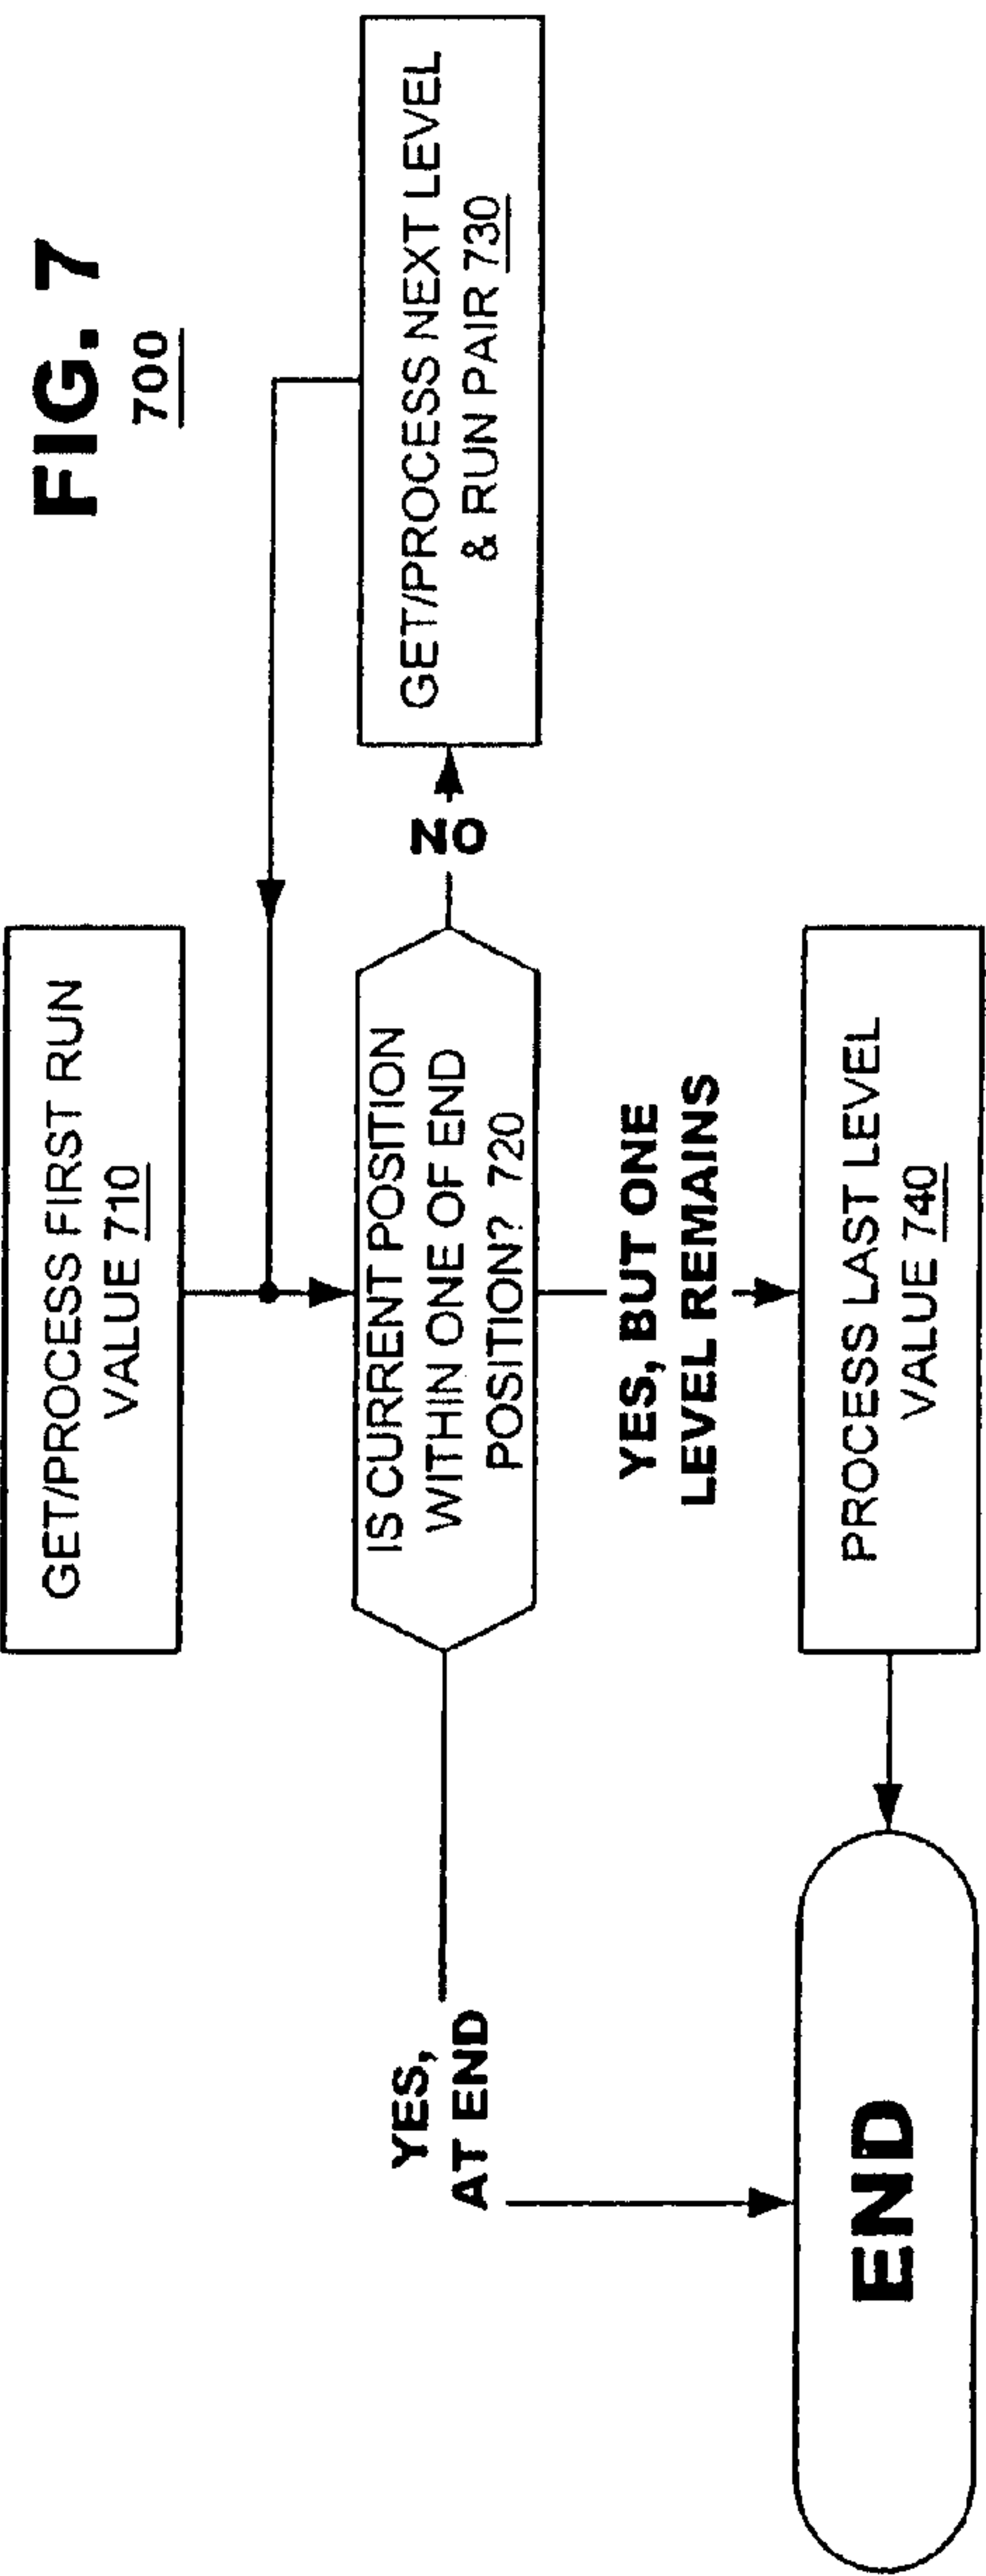 FIG. 7
700
GET/PROCESS FIRST RUN
VALUE 710
IS CURRENT POSITION
WITHIN ONE OF END
POSITION? 720
NO
GET/PROCESS NEXT LEVEL
& RUN PAIR 730
YES, BUT ONE
LEVEL REMAINS
YES,
AT END
PROCESS LAST LEVEL
VALUE 740
END